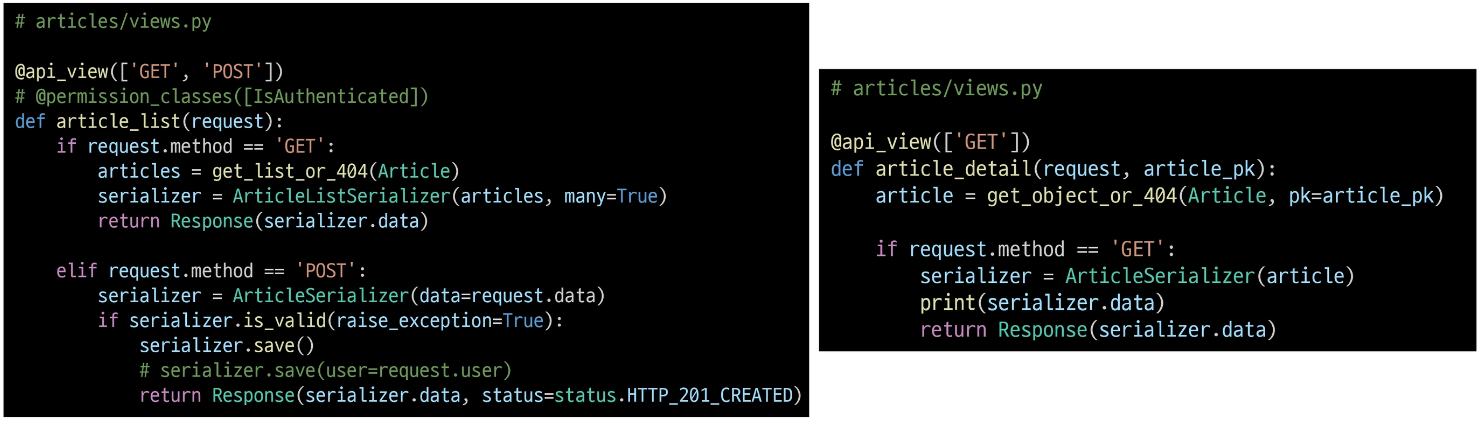 # articles/views.py
@api_view(['GET', 'POST'])
# @permission_classes([IsAuthenticated])
def article_list(request):
    if request.method == 'GET':
        articles = get_list_or_404(Article)
        serializer = ArticleListSerializer(articles, many=True)
        return Response(serializer.data)
    elif request.method == 'POST':
        serializer = ArticleSerializer(data=request.data)
        if serializer.is_valid(raise_exception=True):
            serializer.save()
            # serializer.save(user=request.user)
            return Response(serializer.data, status=status.HTTP_201_CREATED)
# articles/views.py
@api_view(['GET'])
def article_detail(request, article_pk):
    article = get_object_or_404(Article, pk=article_pk)
    if request.method == 'GET':
        serializer = ArticleSerializer(article)
        print(serializer.data)
        return Response(serializer.data)